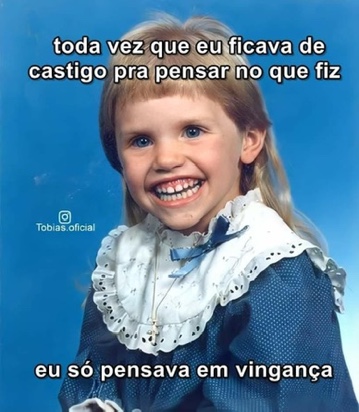 toda vez que eu ficava de
castigo pra pensar no que fiz
Tobias.oficial
eu só pensava em vingança